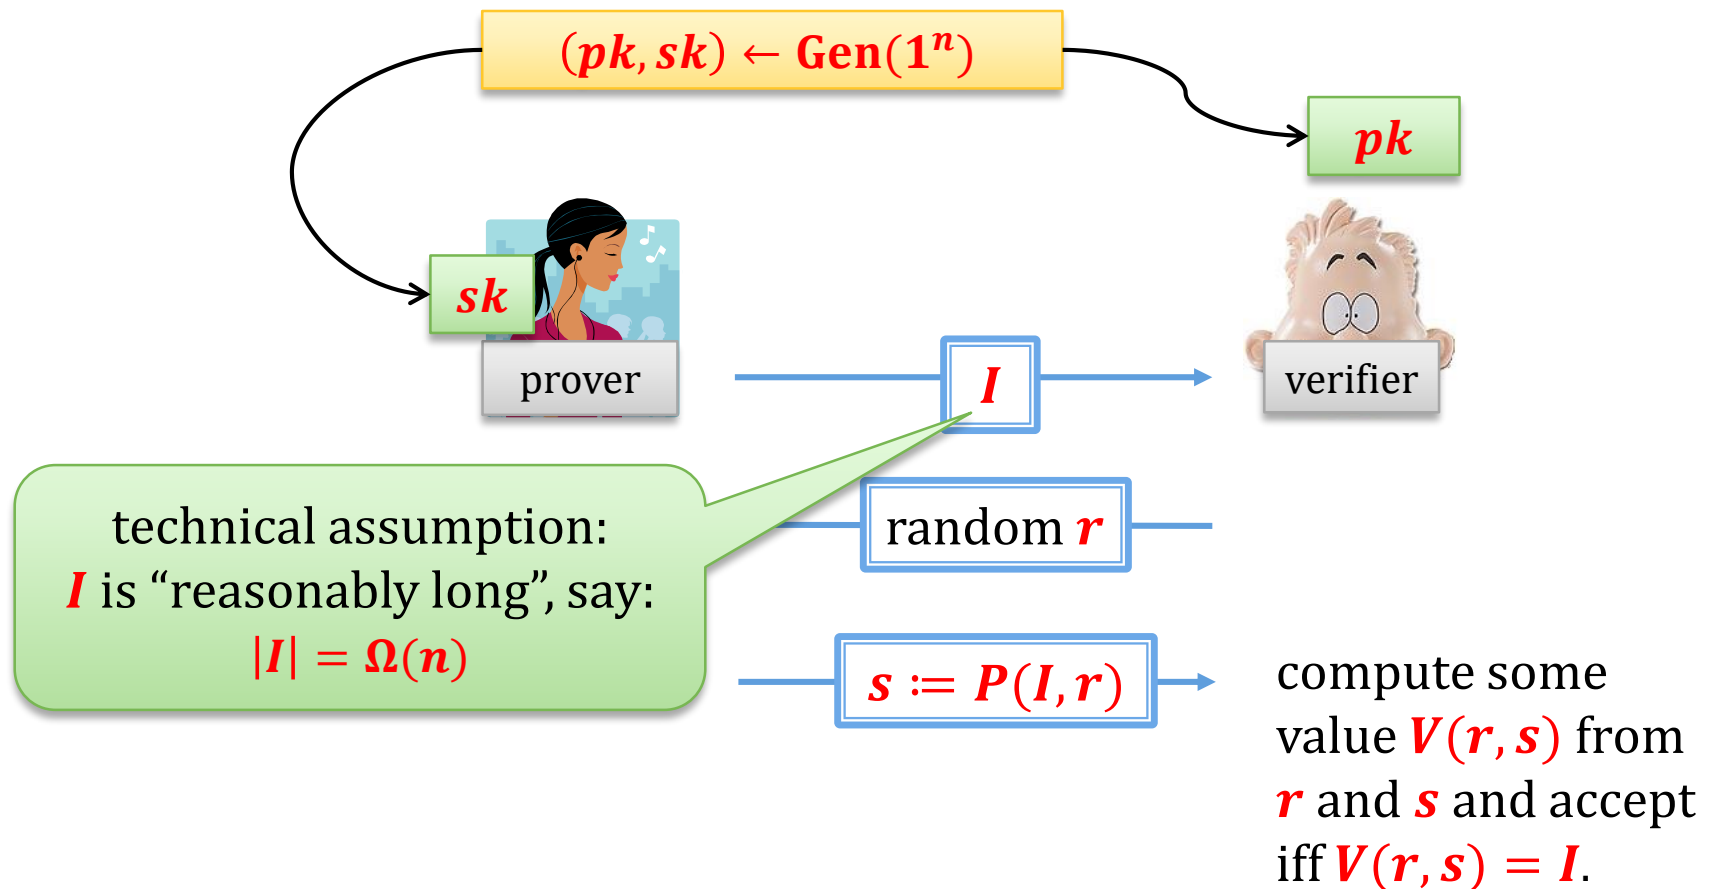 (pk, sk) ← Gen(1ⁿ)
pk
sk
prover
I
verifier
technical assumption:
I is “reasonably long”, say:
|I| = Ω(n)
random r
s ≔ P(I, r)
compute some
value V(r, s) from
r and s and accept
iff V(r, s) = I.